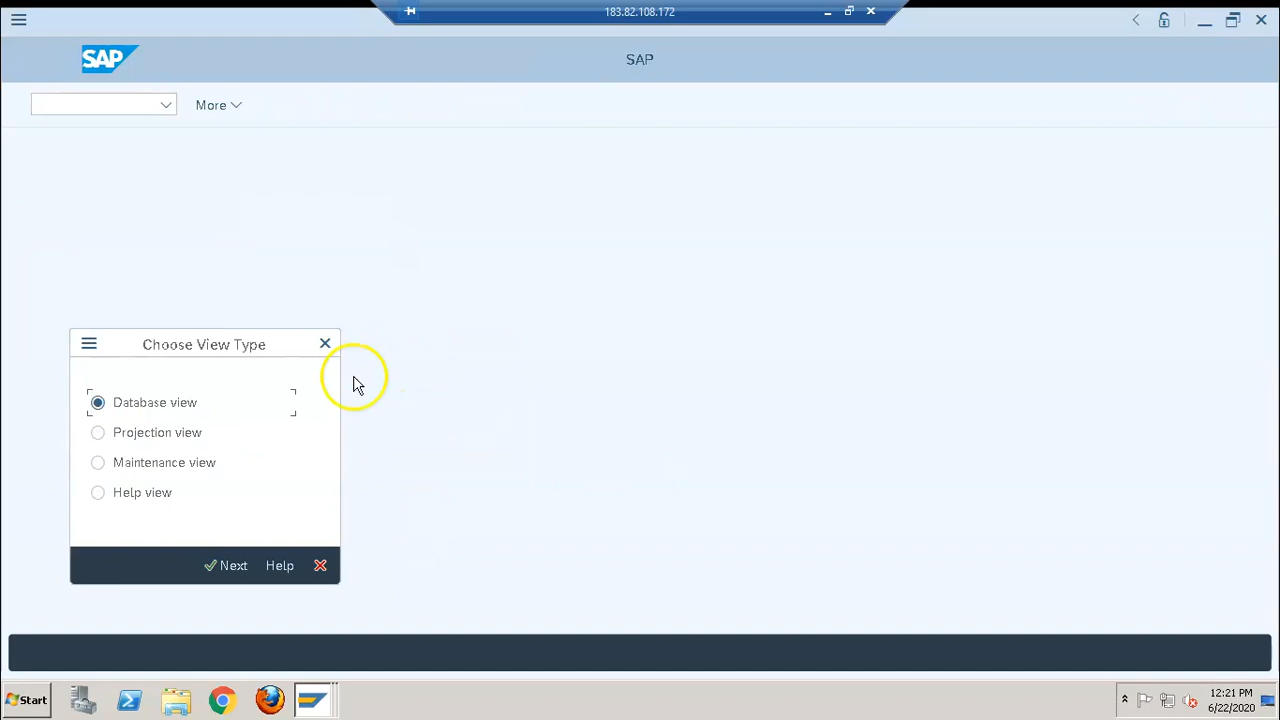 183.82.108.172
SAP
SAP
More
Choose View Type
Database view
Projection view
Maintenance view
Help view
Next Help
Start
12:21 PM
6/22/2020